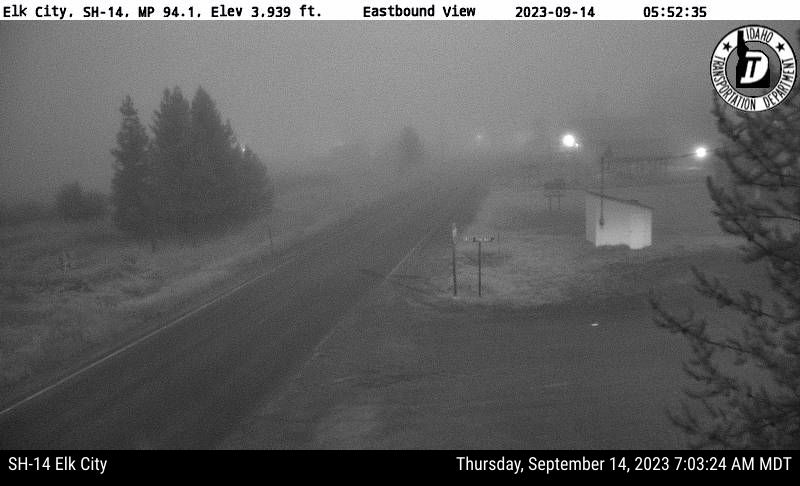 Elk City, SH-14, MP 94.1, Elev 3,939 ft. Eastbound View 2023-09-14 05:52:35
IDAHO
TRANSPORTATION DEPARTMENT
SH-14 Elk City Thursday, September 14, 2023 7:03:24 AM MDT